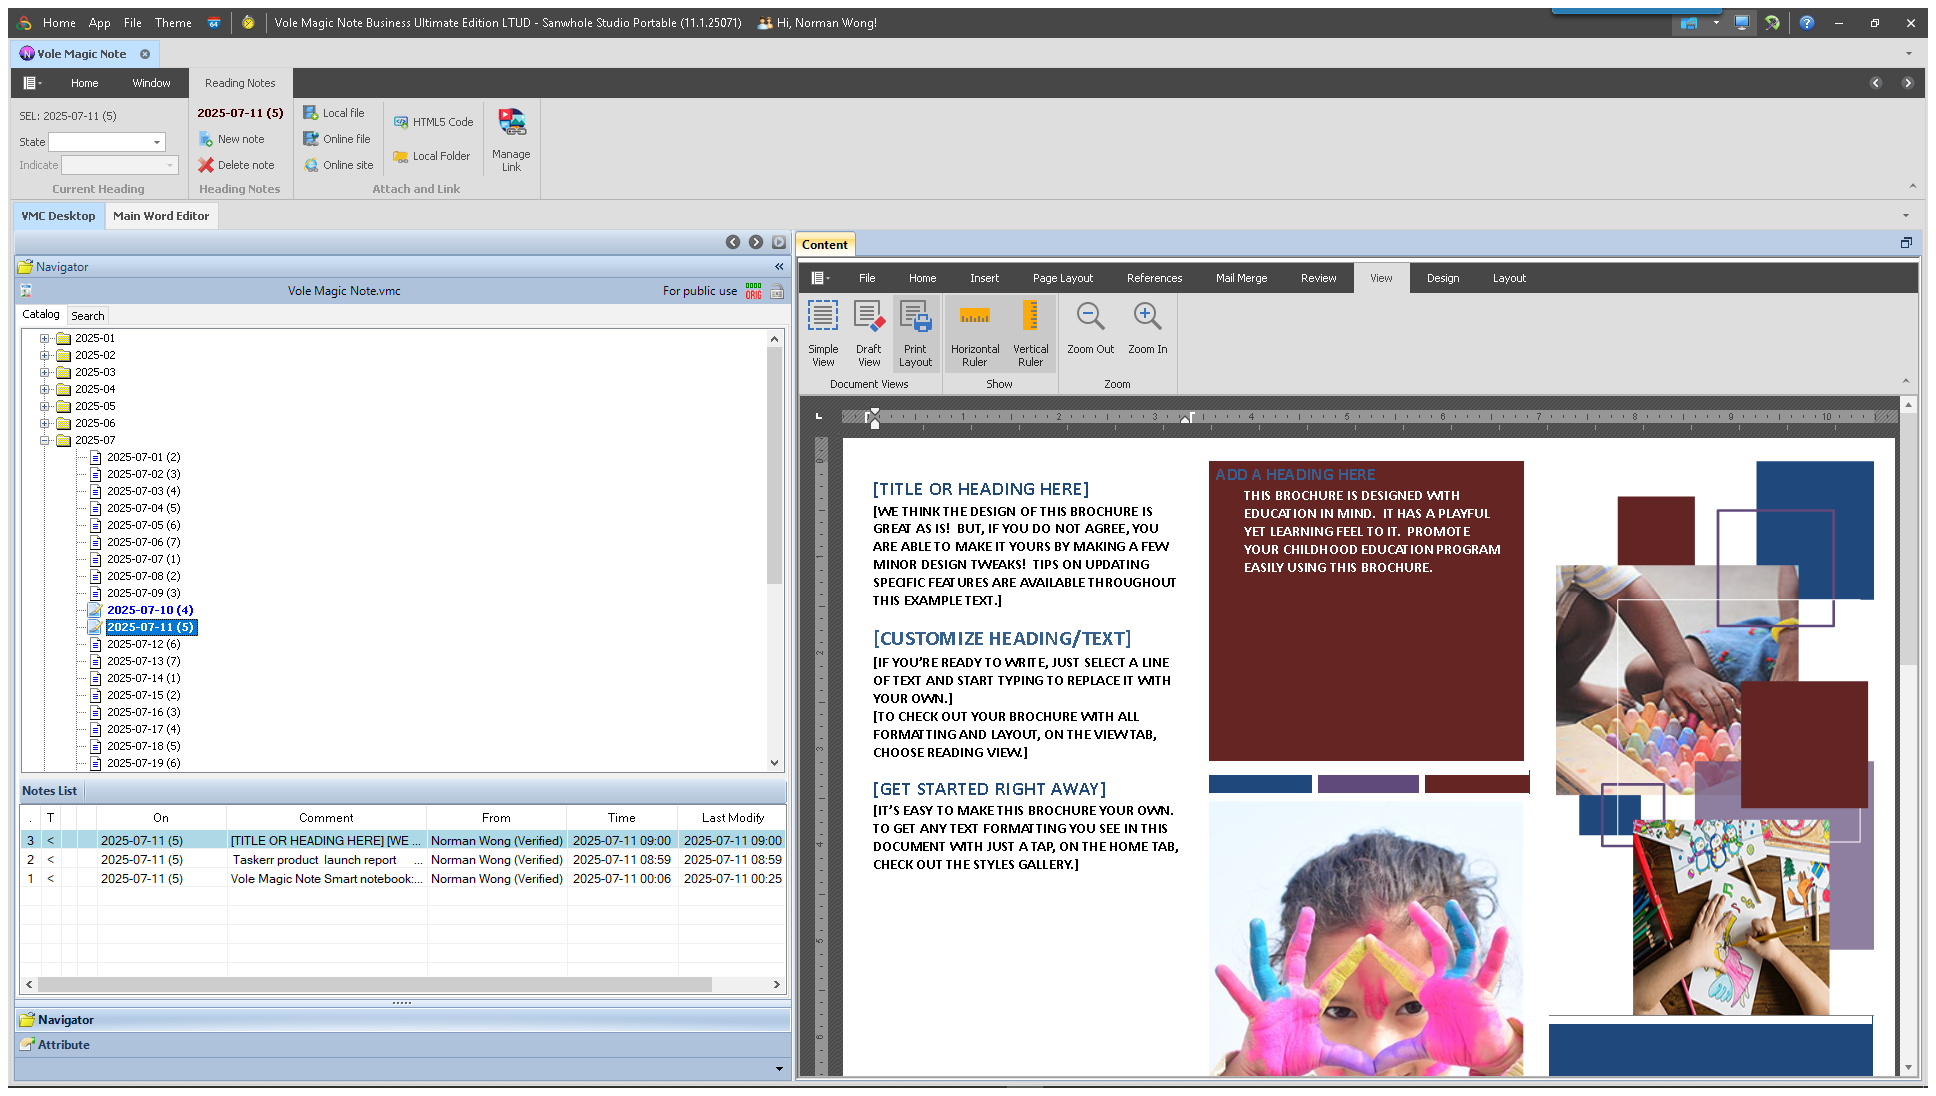 Home App File Theme 64 Vole Magic Note Business Ultimate Edition LTUD - Sanwhole Studio Portable (11.1.25071) Hi, Norman Wong!
Vole Magic Note
Home Window Reading Notes
SEL: 2025-07-11 (5)
State
Indicate
Current Heading
2025-07-11 (5)
New note
Delete note
Heading Notes
Local file
Online file
Online site
HTML5 Code
Local Folder
Manage
Link
Attach and Link
VMC Desktop Main Word Editor
Navigator
Vole Magic Note.vmc For public use ORIG
Catalog Search
2025-01
2025-02
2025-03
2025-04
2025-05
2025-06
2025-07
2025-07-01 (2)
2025-07-02 (3)
2025-07-03 (4)
2025-07-04 (5)
2025-07-05 (6)
2025-07-06 (7)
2025-07-07 (1)
2025-07-08 (2)
2025-07-09 (3)
2025-07-10 (4)
2025-07-11 (5)
2025-07-12 (6)
2025-07-13 (7)
2025-07-14 (1)
2025-07-15 (2)
2025-07-16 (3)
2025-07-17 (4)
2025-07-18 (5)
2025-07-19 (6)
Notes List
. T On Comment From Time Last Modify
3 < 2025-07-11 (5) [TITLE OR HEADING HERE] [WE ... Norman Wong (Verified) 2025-07-11 09:00 2025-07-11 09:00
2 < 2025-07-11 (5) Taskerr product launch report ... Norman Wong (Verified) 2025-07-11 08:59 2025-07-11 08:59
1 < 2025-07-11 (5) Vole Magic Note Smart notebook:... Norman Wong (Verified) 2025-07-11 00:06 2025-07-11 00:25
Navigator
Attribute
Content
File Home Insert Page Layout References Mail Merge Review View Design Layout
Simple
View
Draft
View
Print
Layout
Document Views
Horizontal
Ruler
Vertical
Ruler
Show
Zoom Out Zoom In
Zoom
1 2 3 4 5 6 7 8 9 10
0
1
2
3
4
5
6
[TITLE OR HEADING HERE]
[WE THINK THE DESIGN OF THIS BROCHURE IS
GREAT AS IS! BUT, IF YOU DO NOT AGREE, YOU
ARE ABLE TO MAKE IT YOURS BY MAKING A FEW
MINOR DESIGN TWEAKS! TIPS ON UPDATING
SPECIFIC FEATURES ARE AVAILABLE THROUGHOUT
THIS EXAMPLE TEXT.]
[CUSTOMIZE HEADING/TEXT]
[IF YOU'RE READY TO WRITE, JUST SELECT A LINE
OF TEXT AND START TYPING TO REPLACE IT WITH
YOUR OWN.]
[TO CHECK OUT YOUR BROCHURE WITH ALL
FORMATTING AND LAYOUT, ON THE VIEW TAB,
CHOOSE READING VIEW.]
[GET STARTED RIGHT AWAY]
[IT'S EASY TO MAKE THIS BROCHURE YOUR OWN.
TO GET ANY TEXT FORMATTING YOU SEE IN THIS
DOCUMENT WITH JUST A TAP, ON THE HOME TAB,
CHECK OUT THE STYLES GALLERY.]
ADD A HEADING HERE
THIS BROCHURE IS DESIGNED WITH
EDUCATION IN MIND. IT HAS A PLAYFUL
YET LEARNING FEEL TO IT. PROMOTE
YOUR CHILDHOOD EDUCATION PROGRAM
EASILY USING THIS BROCHURE.